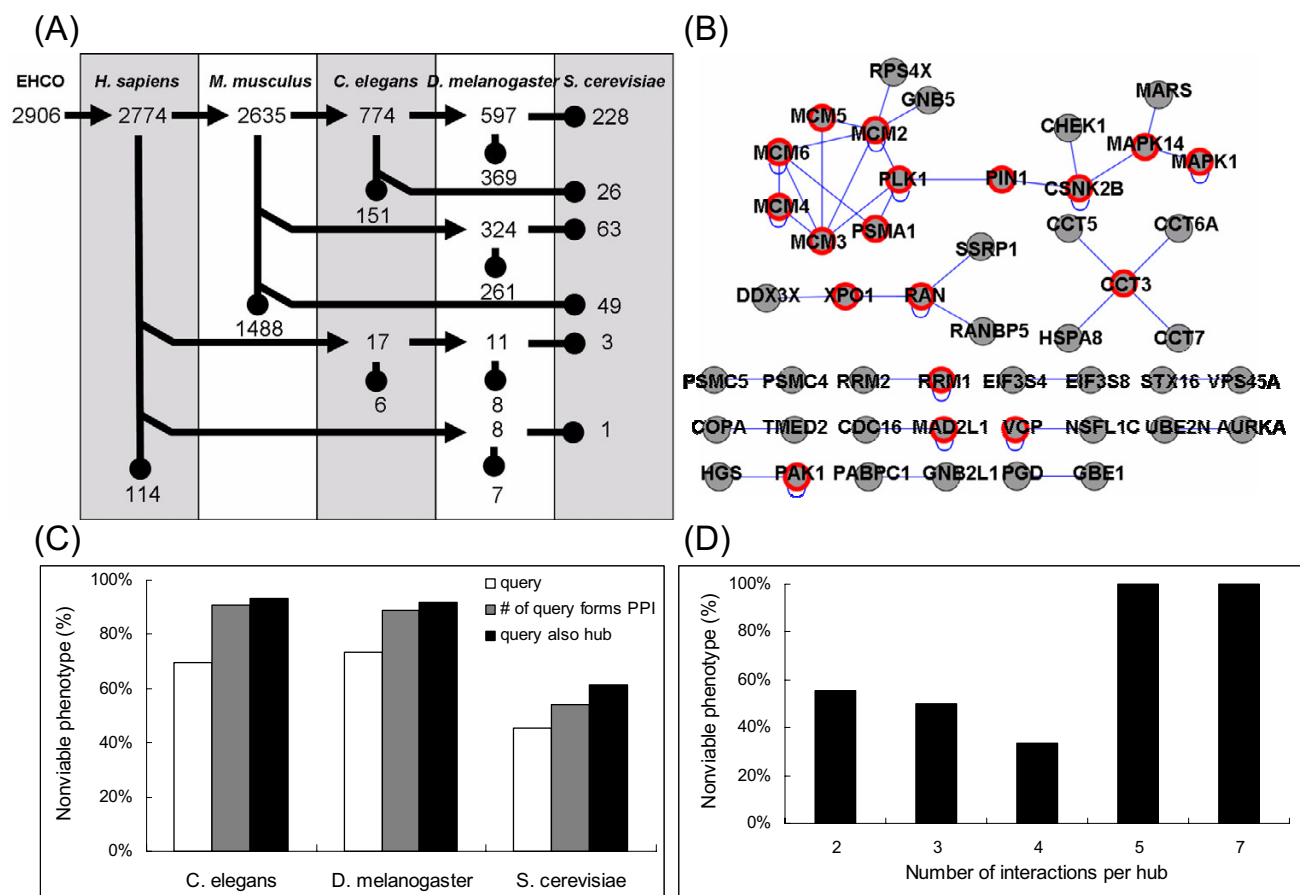 (A)
EHCO H. sapiens M. musculus C. elegans D. melanogaster S. cerevisiae
2906 2774 2635 774 597 228
369
26
151
324 63
261
49
1488
17 11 3
6 8
8 1
114 7
(B)
RPS4X
GNB5
MARS
MCM5
MCM2
CHEK1
MAPK14
MCM6
MAPK1
PLK1
PIN1
CSNK2B
MCM4
PSMA1
MCM3
CCT5
CCT6A
SSRP1
DDX3X XPO1 RAN
CCT3
RANBP5
HSPA8
CCT7
PSMC5 PSMC4 RRM2 RRM1 EIF3S4 EIF3S8 STX16 VPS45A
COPA TMED2 CDC16 MAD2L1 VCP NSFL1C UBE2N AURKA
HGS PAK1 PABPC1 GNB2L1 PGD GBE1
(C)
Nonviable phenotype (%)
100%
80%
60%
40%
20%
0%
query
# of query forms PPI
query also hub
C. elegans D. melanogaster S. cerevisiae
(D)
Nonviable phenotype (%)
100%
80%
60%
40%
20%
0%
2 3 4 5 7
Number of interactions per hub